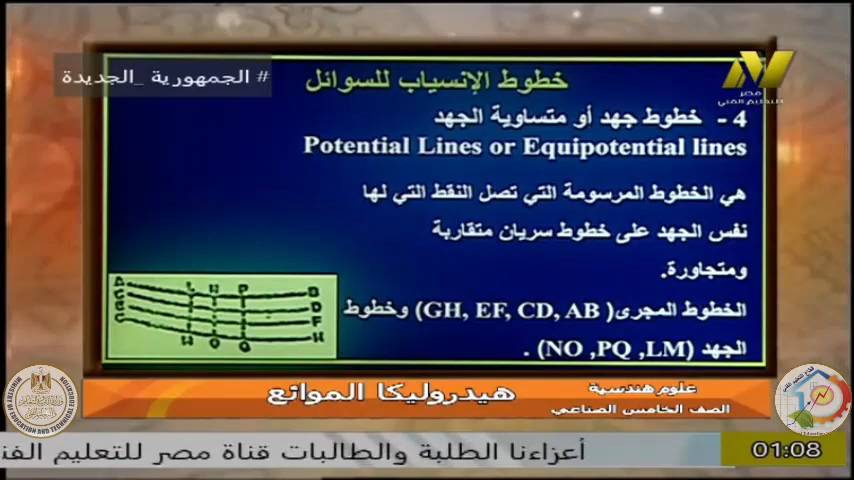 # الجمهورية _الجديدة
مصر
التعليم الفني
خطوط الإنسياب للسوائل
4 - خطوط جهد أو متساوية الجهد
Potential Lines or Equipotential lines
هي الخطوط المرسومة التي تصل النقط التي لها
نفس الجهد على خطوط سريان متقاربة
ومتجاورة.
الخطوط المجرى( GH, EF, CD, AB) وخطوط
الجهد (NO ,PQ ,LM) .
علوم هندسية
الصف الخامس الصناعي
هيدروليكا الموائع
أعزاءنا الطلبة والطالبات قناة مصر للتعليم الفن
01:08